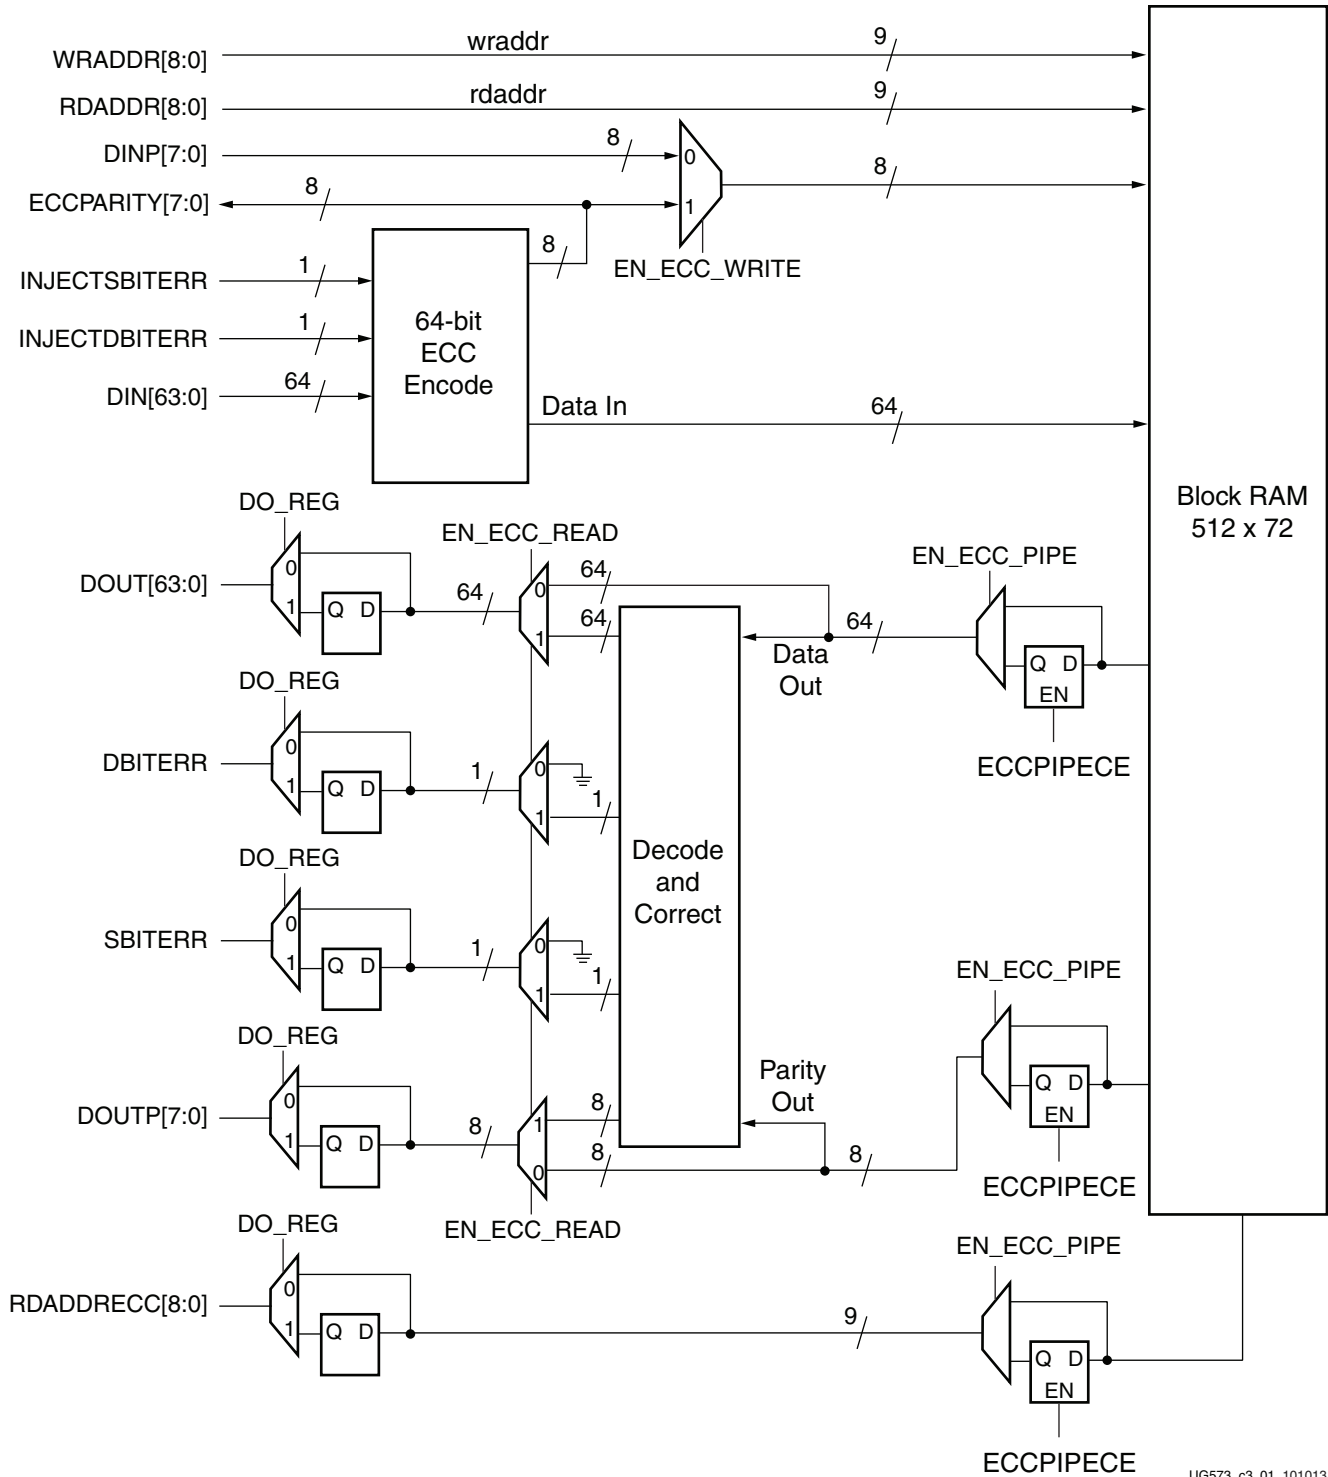 wraddr
9
WRADDR[8:0]
rdaddr
9
RDADDR[8:0]
8
DINP[7:0]
0
8
8
ECCPARITY[7:0]
1
8
EN_ECC_WRITE
1
INJECTSBITERR
64-bit
ECC
Encode
1
INJECTDBITERR
64
DIN[63:0]
Data In
64
Block RAM
512 x 72
DO_REG
EN_ECC_READ
EN_ECC_PIPE
0
DOUT[63:0]
1
Q D
64
0
64
1
64
64
Data
Out
Q D
EN
ECCPIPECE
DO_REG
0
DBITERR
1
Q D
1
0
1
1
Decode
and
Correct
DO_REG
0
SBITERR
1
Q D
1
0
1
1
EN_ECC_PIPE
DO_REG
0
DOUTP[7:0]
1
Q D
8
1
8
0
8
Parity
Out
8
Q D
EN
ECCPIPECE
EN_ECC_READ
DO_REG
0
RDADDRECC[8:0]
1
Q D
9
EN_ECC_PIPE
Q D
EN
ECCPIPECE
UG573_c3_01_101013